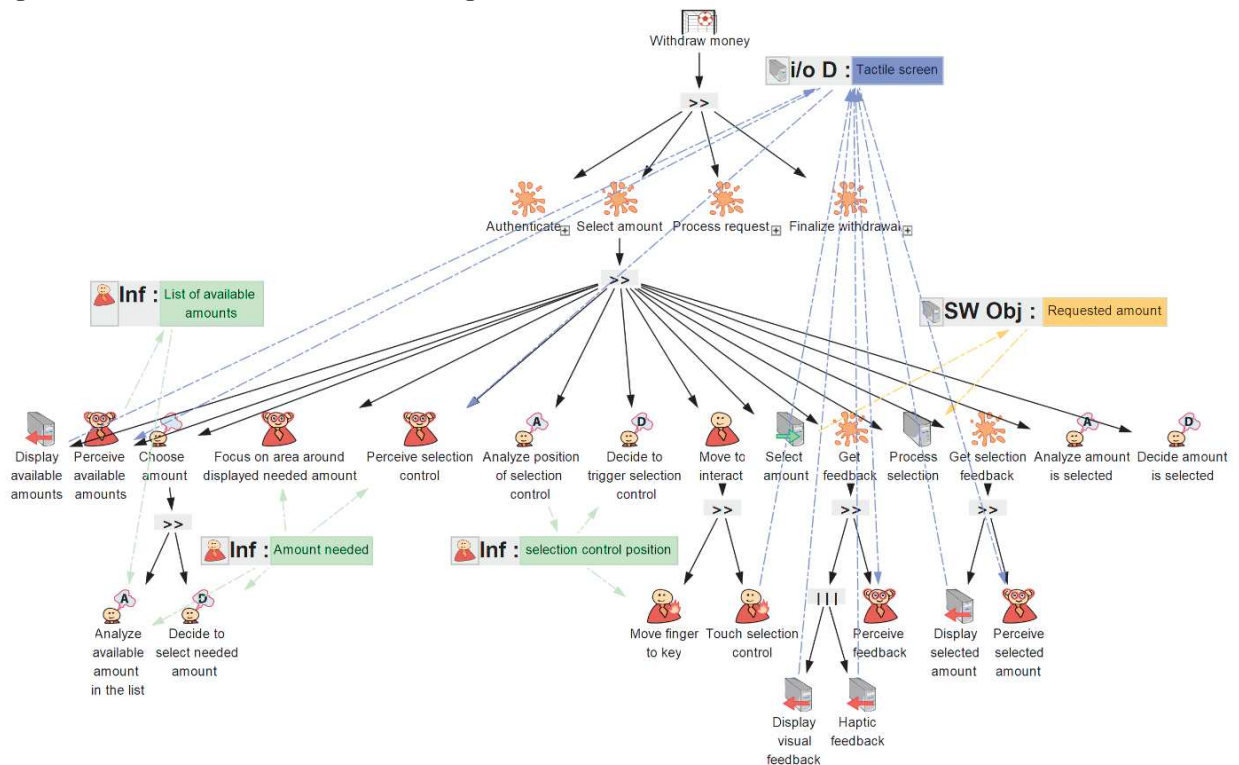 Withdraw money
i/o D : Tactile screen
>>
Authenticate
Select amount
Process request
Finalize withdrawal
>>
Inf : List of available
amounts
SW Obj : Requested amount
A
D
A
D
Display
available
amounts
Perceive
available
amounts
Choose
amount
Focus on area around
displayed needed amount
Perceive selection
control
Analyze position
of selection
control
Decide to
trigger selection
control
Move to
interact
Select
amount
Get
feedback
Process
selection
Get selection
feedback
Analyze amount
is selected
Decide amount
is selected
>>
>>
>>
>>
Inf : Amount needed
Inf : selection control position
A
D
|||
Analyze
available
amount
in the list
Decide to
select needed
amount
Move finger
to key
Touch selection
control
Perceive
feedback
Display
selected
amount
Perceive
selected
amount
Display
visual
feedback
Haptic
feedback